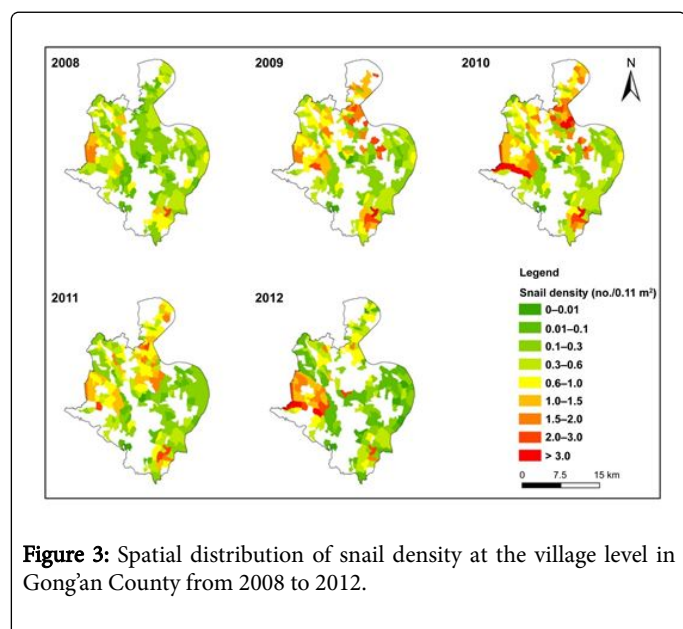 2008
2009
2010
N
2011
2012
Legend
Snail density (no./0.11 m²)
0–0.01
0.01–0.1
0.1–0.3
0.3–0.6
0.6–1.0
1.0–1.5
1.5–2.0
2.0–3.0
> 3.0
0 7.5 15 km
Figure 3: Spatial distribution of snail density at the village level in
Gong’an County from 2008 to 2012.